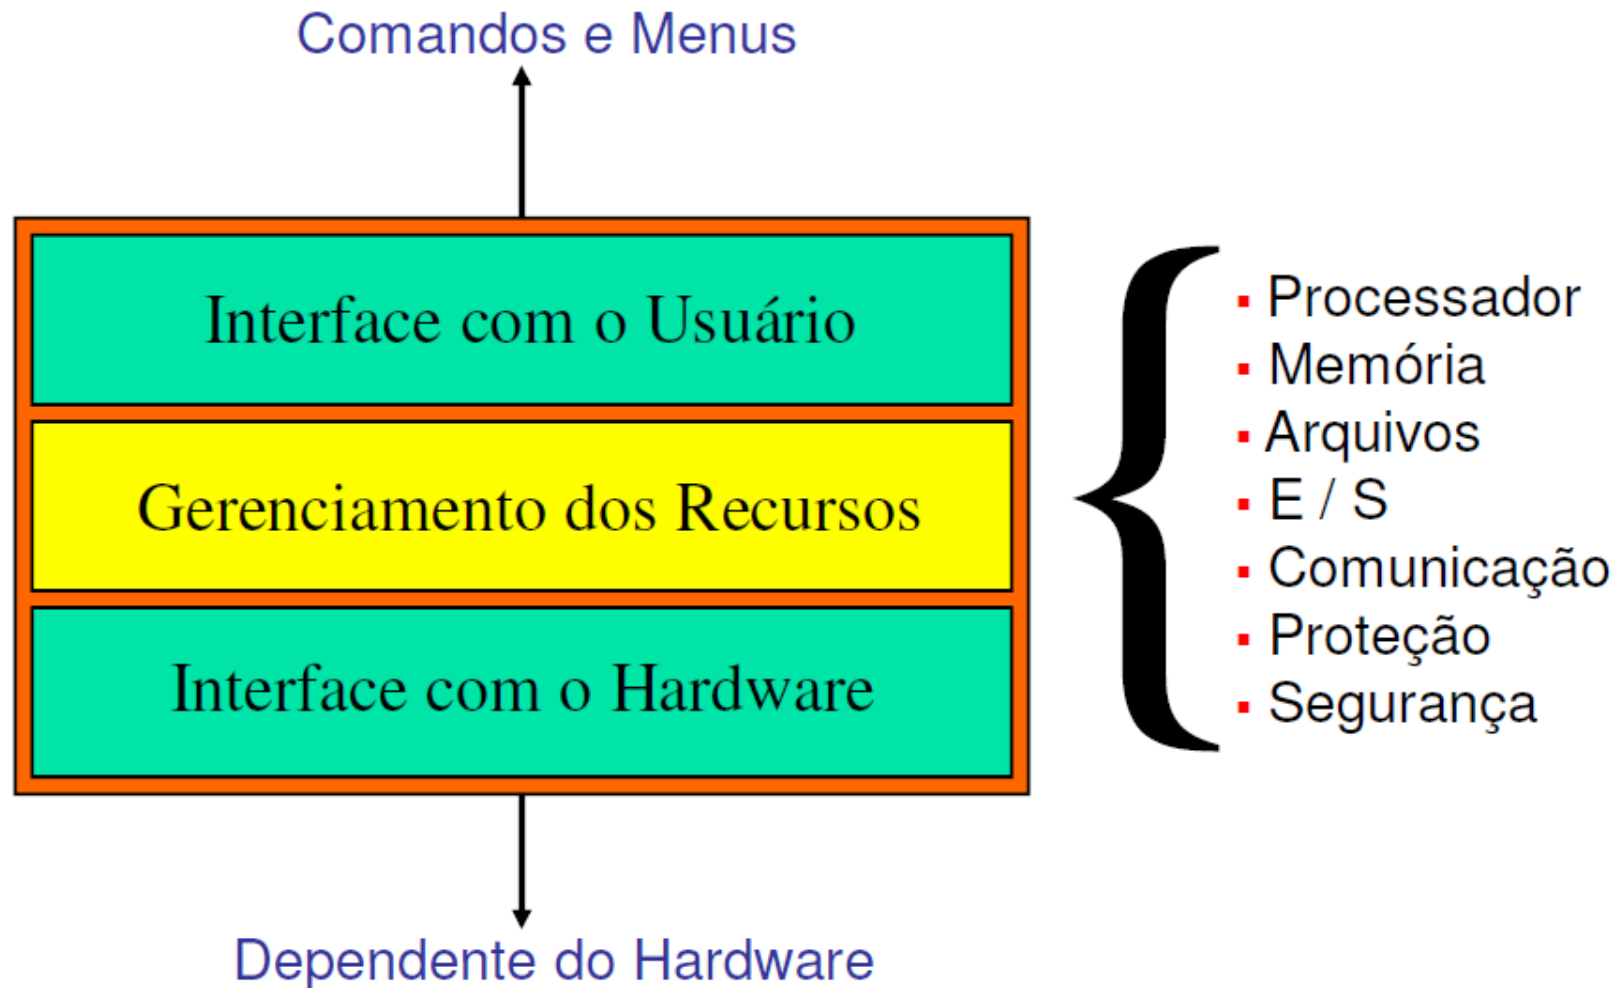 Comandos e Menus
Interface com o Usuário
Gerenciamento dos Recursos
Interface com o Hardware
▪ Processador
▪ Memória
▪ Arquivos
▪ E / S
▪ Comunicação
▪ Proteção
▪ Segurança
Dependente do Hardware